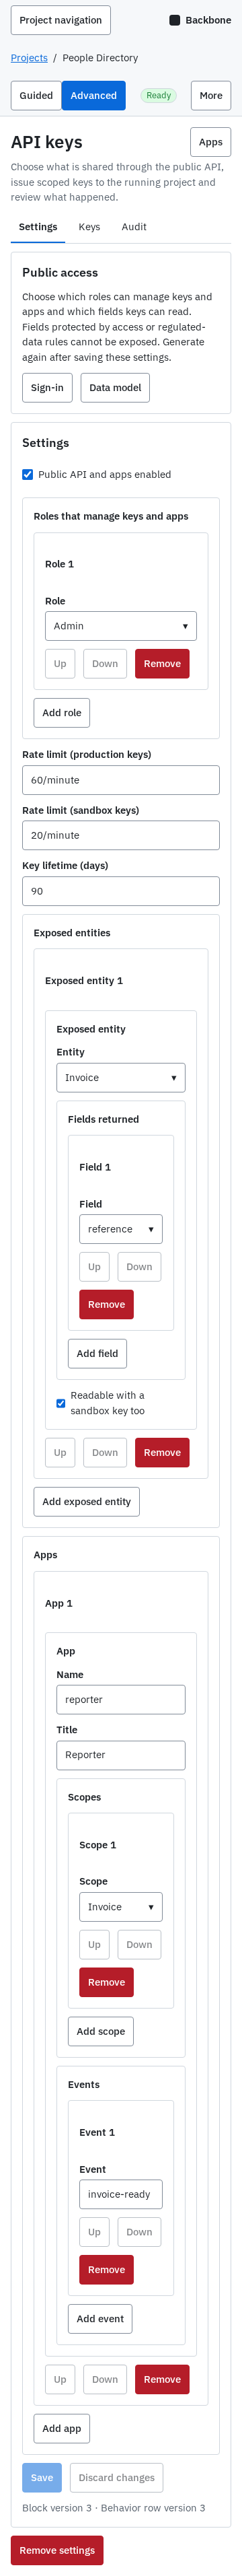 Project navigation
Backbone
Projects / People Directory
Guided
Advanced
Ready
More
API keys
Apps
Choose what is shared through the public API,
issue scoped keys to the running project and
review what happened.
Settings
Keys
Audit
Public access
Choose which roles can manage keys and
apps and which fields keys can read.
Fields protected by access or regulated-
data rules cannot be exposed. Generate
again after saving these settings.
Sign-in
Data model
Settings
Public API and apps enabled
Roles that manage keys and apps
Role 1
Role
Admin
Up
Down
Remove
Add role
Rate limit (production keys)
60/minute
Rate limit (sandbox keys)
20/minute
Key lifetime (days)
90
Exposed entities
Exposed entity 1
Exposed entity
Entity
Invoice
Fields returned
Field 1
Field
reference
Up
Down
Remove
Add field
Readable with a
sandbox key too
Up
Down
Remove
Add exposed entity
Apps
App 1
App
Name
reporter
Title
Reporter
Scopes
Scope 1
Scope
Invoice
Up
Down
Remove
Add scope
Events
Event 1
Event
invoice-ready
Up
Down
Remove
Add event
Up
Down
Remove
Add app
Save
Discard changes
Block version 3 · Behavior row version 3
Remove settings